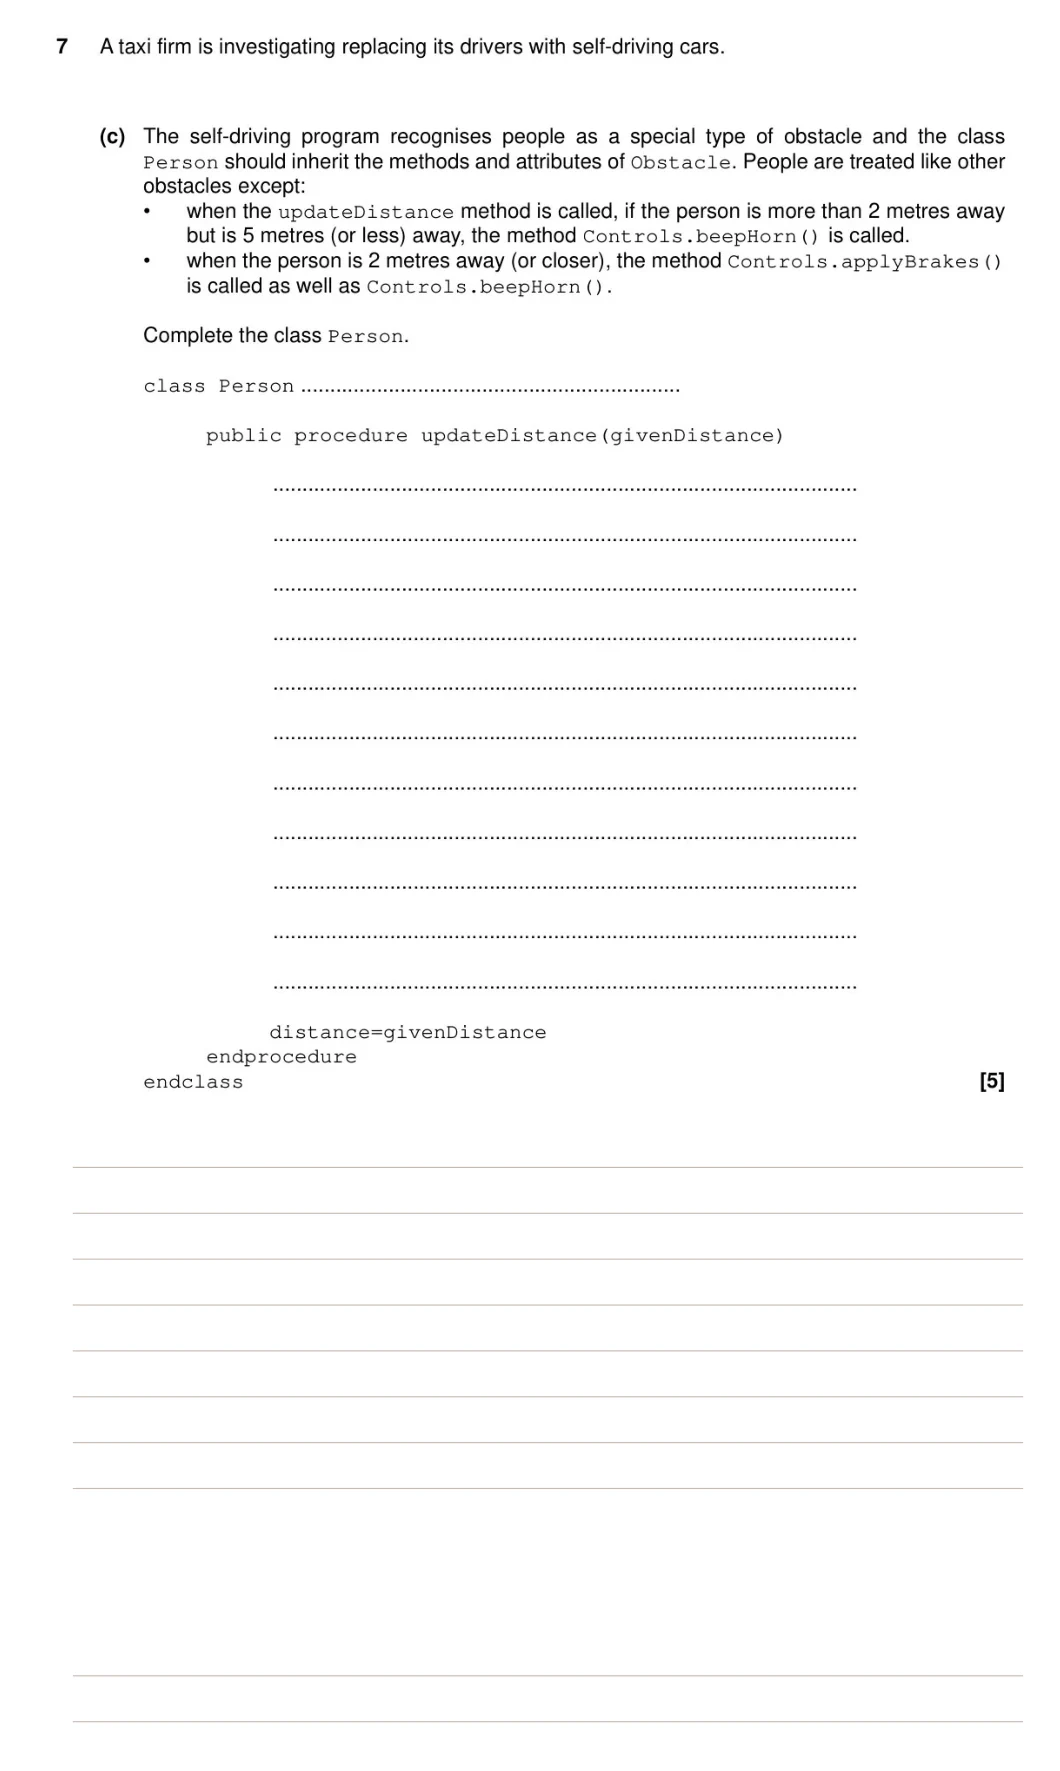 7 A taxi firm is investigating replacing its drivers with self-driving cars.
(c) The self-driving program recognises people as a special type of obstacle and the class
Person should inherit the methods and attributes of Obstacle. People are treated like other
obstacles except:
• when the updateDistance method is called, if the person is more than 2 metres away
but is 5 metres (or less) away, the method Controls.beepHorn() is called.
• when the person is 2 metres away (or closer), the method Controls.applyBrakes()
is called as well as Controls.beepHorn().
Complete the class Person.
class Person ................................................................
public procedure updateDistance(givenDistance)
....................................................................................................
....................................................................................................
....................................................................................................
....................................................................................................
....................................................................................................
....................................................................................................
....................................................................................................
....................................................................................................
....................................................................................................
....................................................................................................
....................................................................................................
distance=givenDistance
endprocedure
endclass [5]